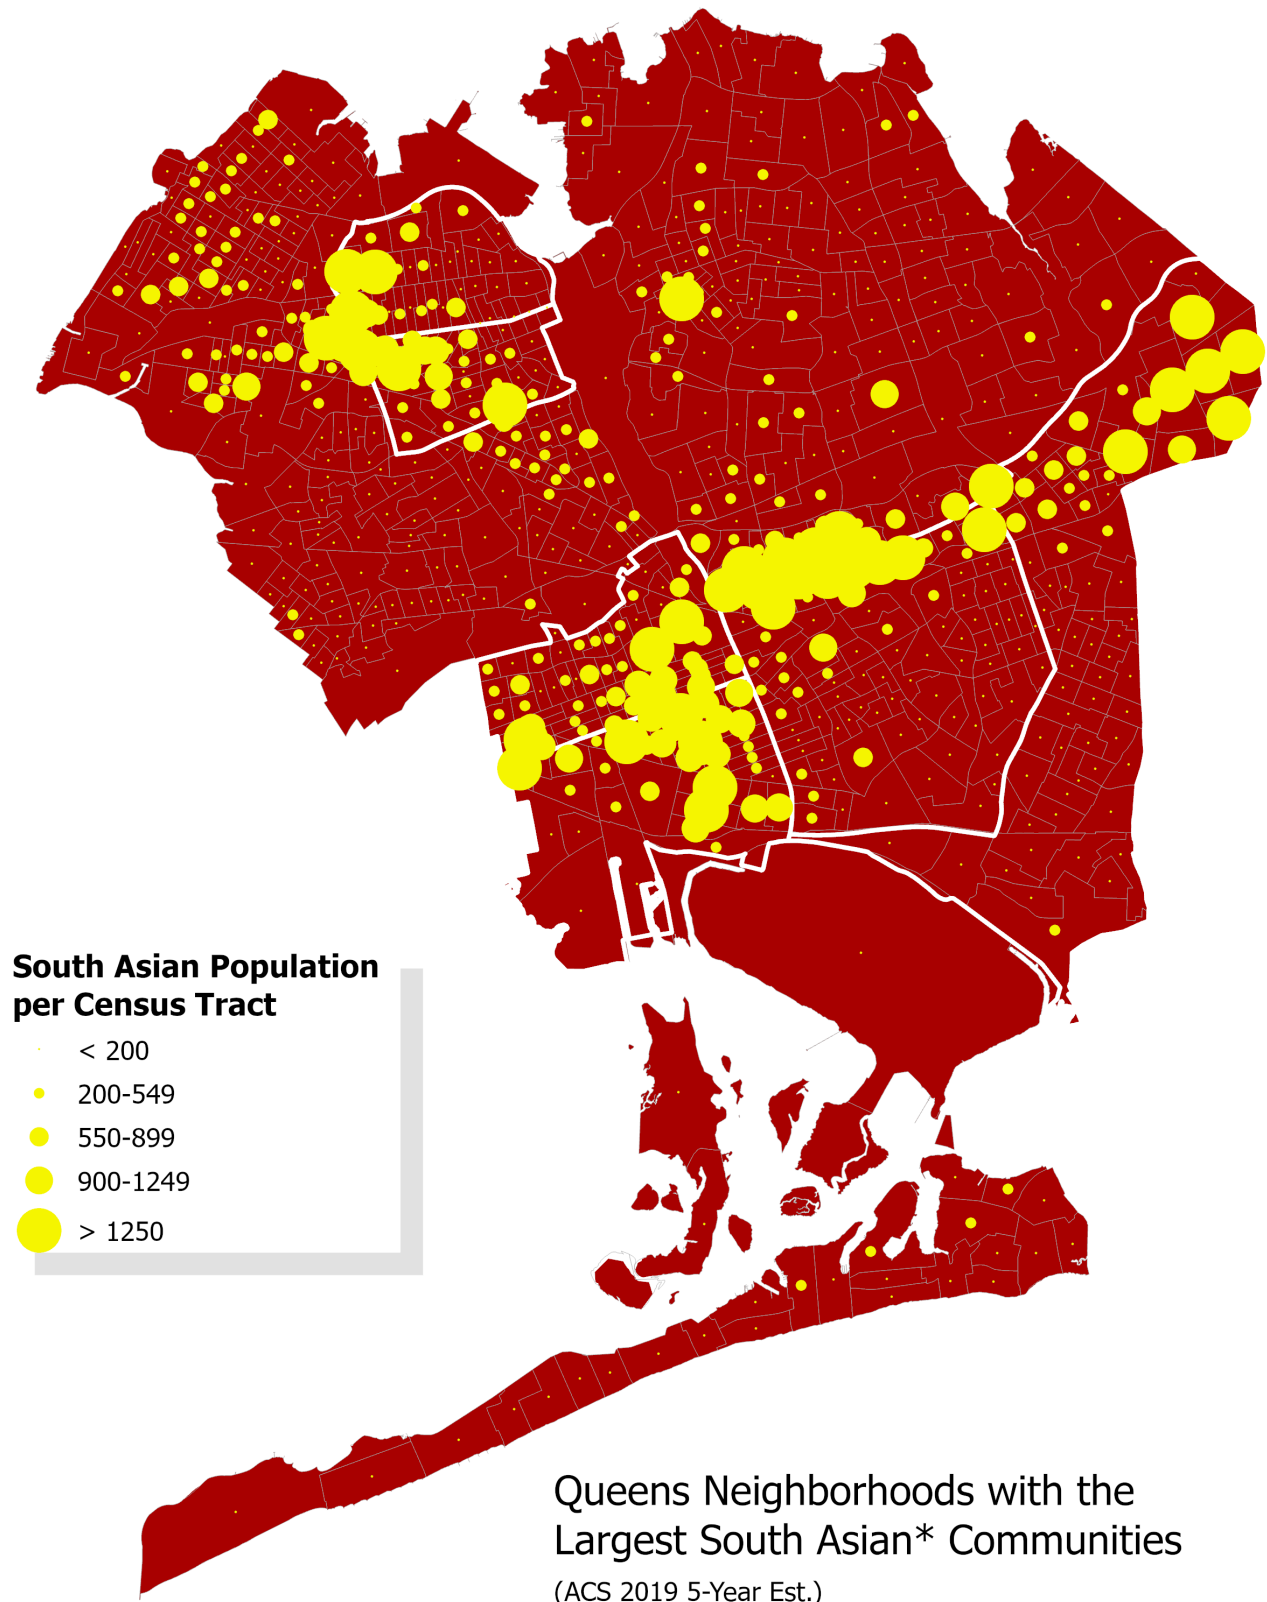 South Asian Population
per Census Tract
< 200
200-549
550-899
900-1249
> 1250
Queens Neighborhoods with the
Largest South Asian* Communities
(ACS 2019 5-Year Est.)